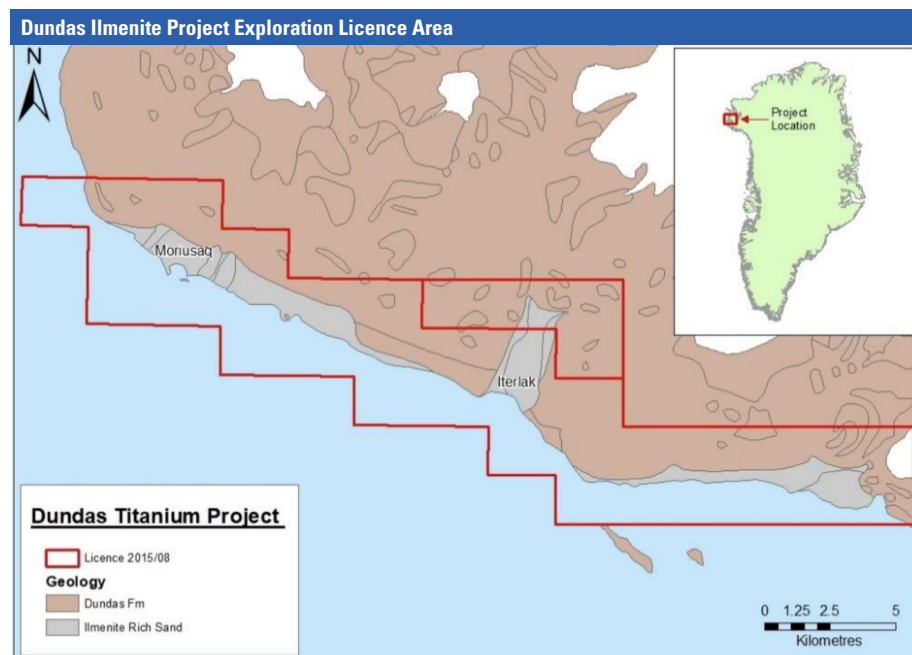 Dundas Ilmenite Project Exploration Licence Area
N
Project
Location
Moriusaq
Iterlak
Dundas Titanium Project
Licence 2015/08
Geology
Dundas Fm
Ilmenite Rich Sand
0 1.25 2.5 5
Kilometres